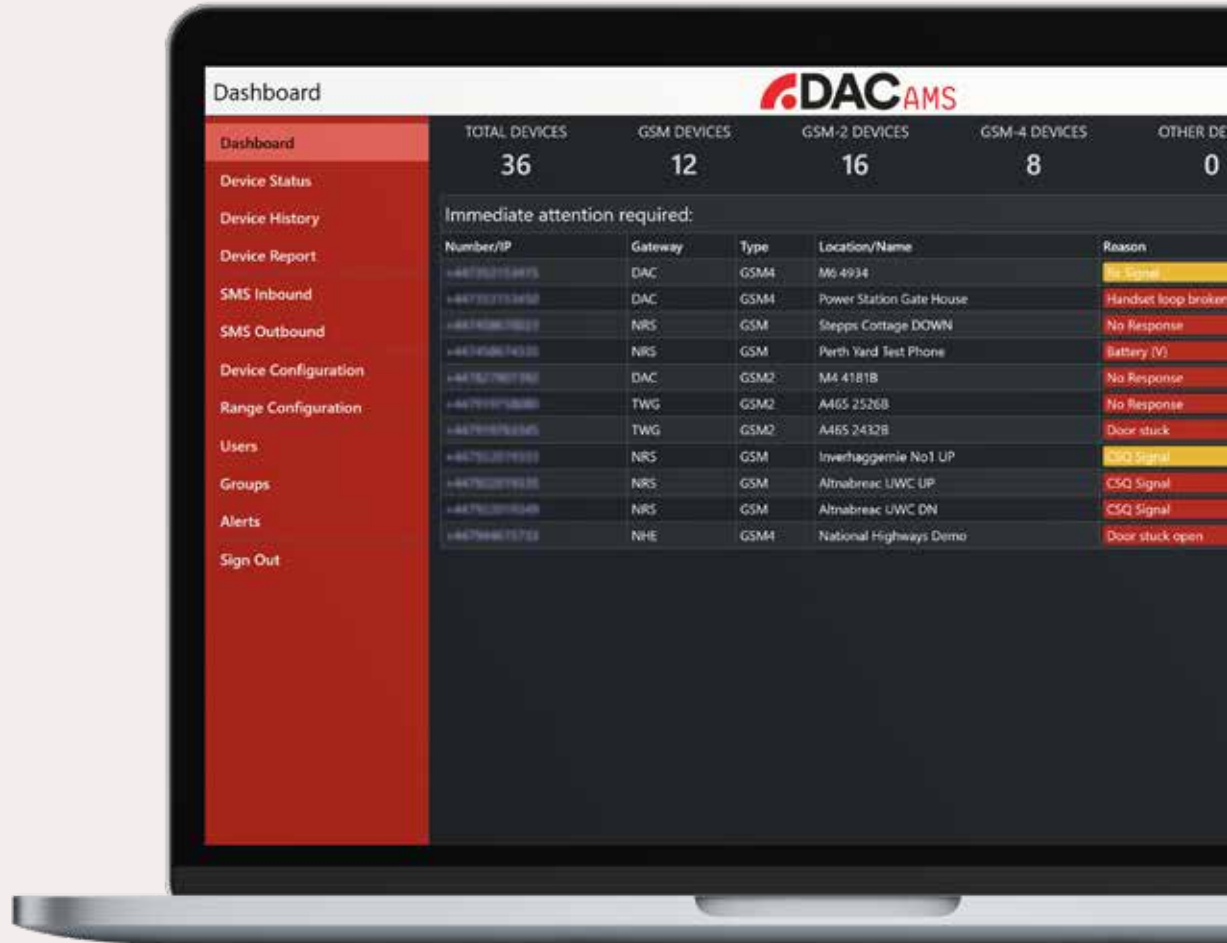 Dashboard
DAC AMS
Dashboard
Device Status
Device History
Device Report
SMS Inbound
SMS Outbound
Device Configuration
Range Configuration
Users
Groups
Alerts
Sign Out
TOTAL DEVICES GSM DEVICES GSM-2 DEVICES GSM-4 DEVICES OTHER DE
36 12 16 8 0
Immediate attention required:
Number/IP Gateway Type Location/Name Reason
DAC GSM4 M6 4934 Signal
DAC GSM4 Power Station Gate House Handset loop broken
NRS GSM Stepps Cottage DOWN No Response
NRS GSM Perth Yard Test Phone Battery (V)
DAC GSM2 M4 4181B No Response
TWG GSM2 A465 2526B No Response
TWG GSM2 A465 2432B Door stuck
NRS GSM Inverhaggernie No1 UP CSQ Signal
NRS GSM Altnabreac UWC UP CSQ Signal
NRS GSM Altnabreac UWC DN CSQ Signal
NHE GSM4 National Highways Demo Door stuck open